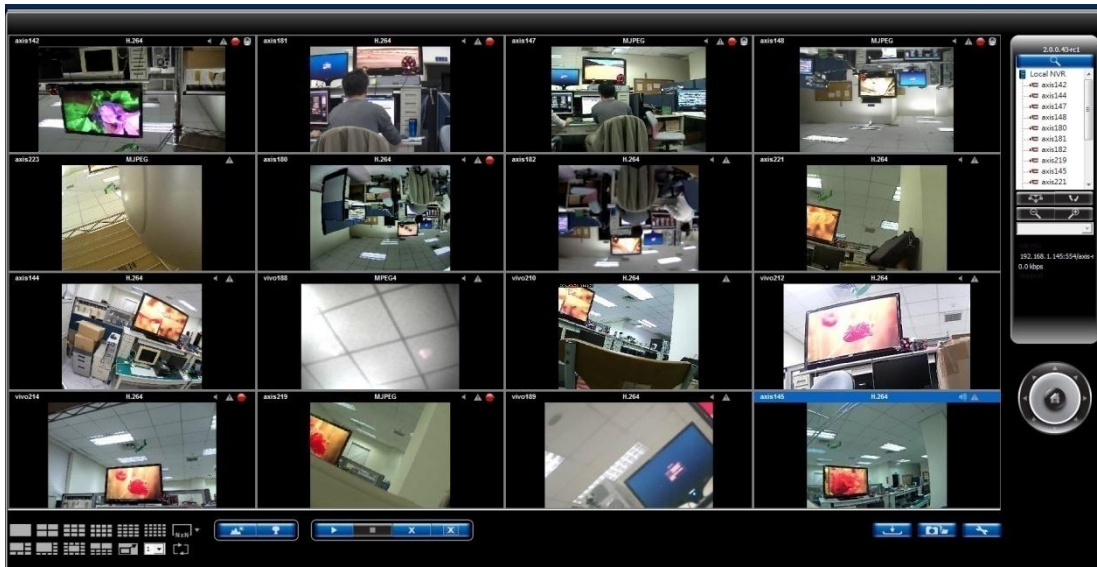 axis142 H.264
axis181 H.264
axis147 MJPEG
axis148 MJPEG
axis223 MJPEG
axis180 H.264
axis182 H.264
axis221 H.264
axis144 H.264
vivo188 MPEG4
vivo210 H.264
vivo212 H.264
vivo214 H.264
axis219 MJPEG
vivo189 H.264
axis145 H.264
2.0.0.43-rc1
Local NVR
axis142
axis144
axis147
axis148
axis180
axis181
axis182
axis219
axis145
axis221
192.168.1.145:554/axis-
0.0 kbps
NxN
1